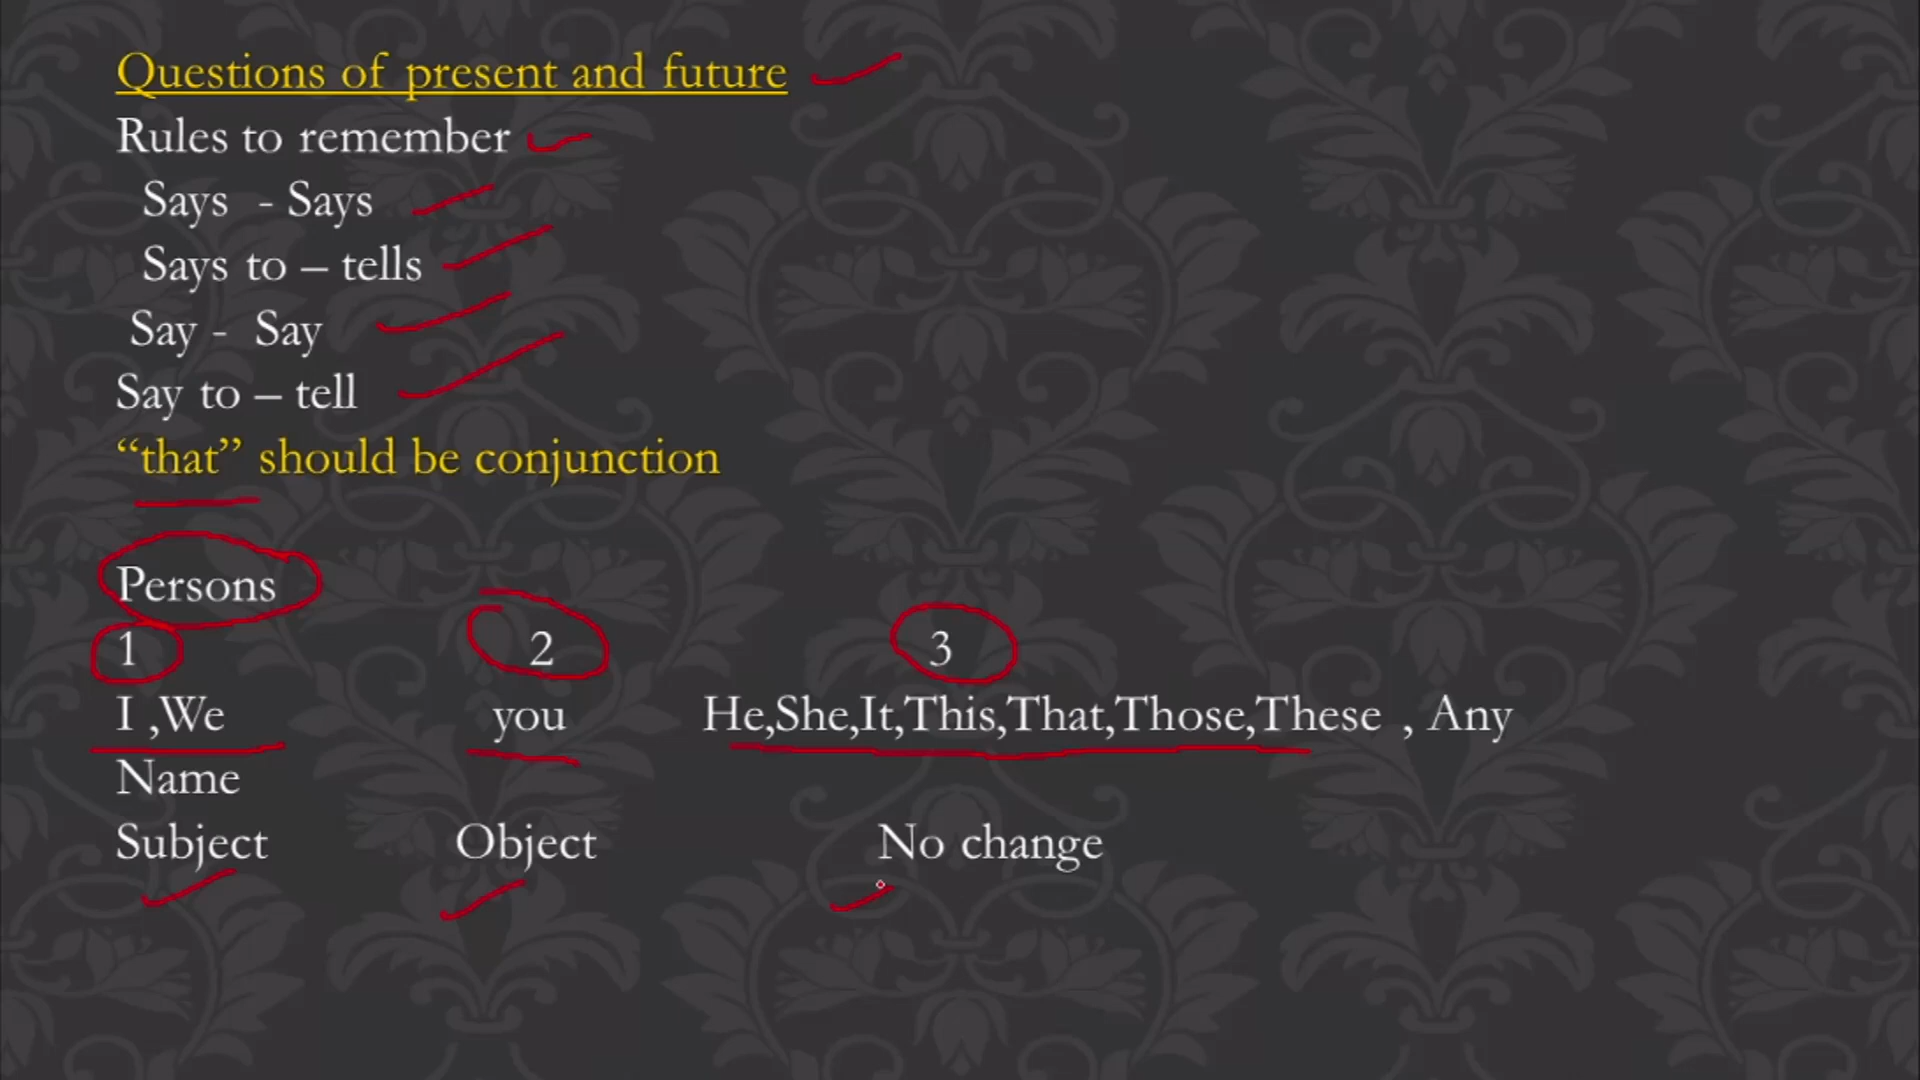 Questions of present and future
Rules to remember
Says - Says
Says to – tells
Say - Say
Say to – tell
“that” should be conjunction
Persons
1 2 3
I ,We you He,She,It,This,That,Those,These , Any
Name
Subject Object No change